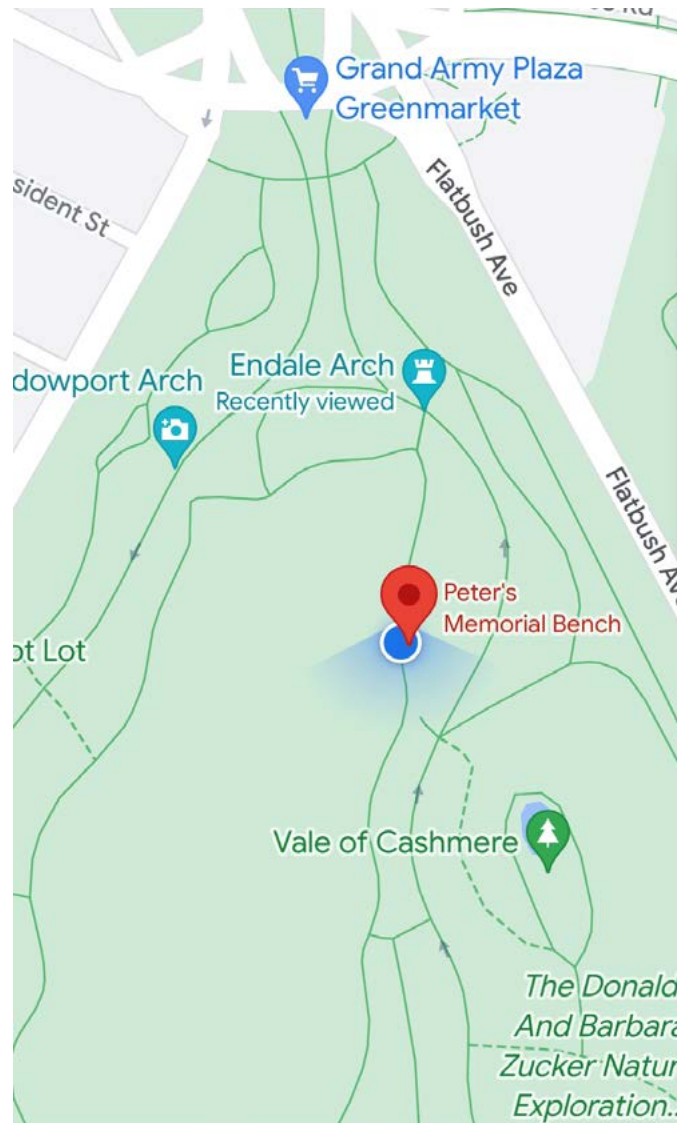 Grand Army Plaza
Greenmarket
Flatbush Ave
sident St
Endale Arch
Recently viewed
dowport Arch
Flatbush Ave
Peter's
Memorial Bench
ot Lot
Vale of Cashmere
The Donald
And Barbara
Zucker Natur
Exploration..